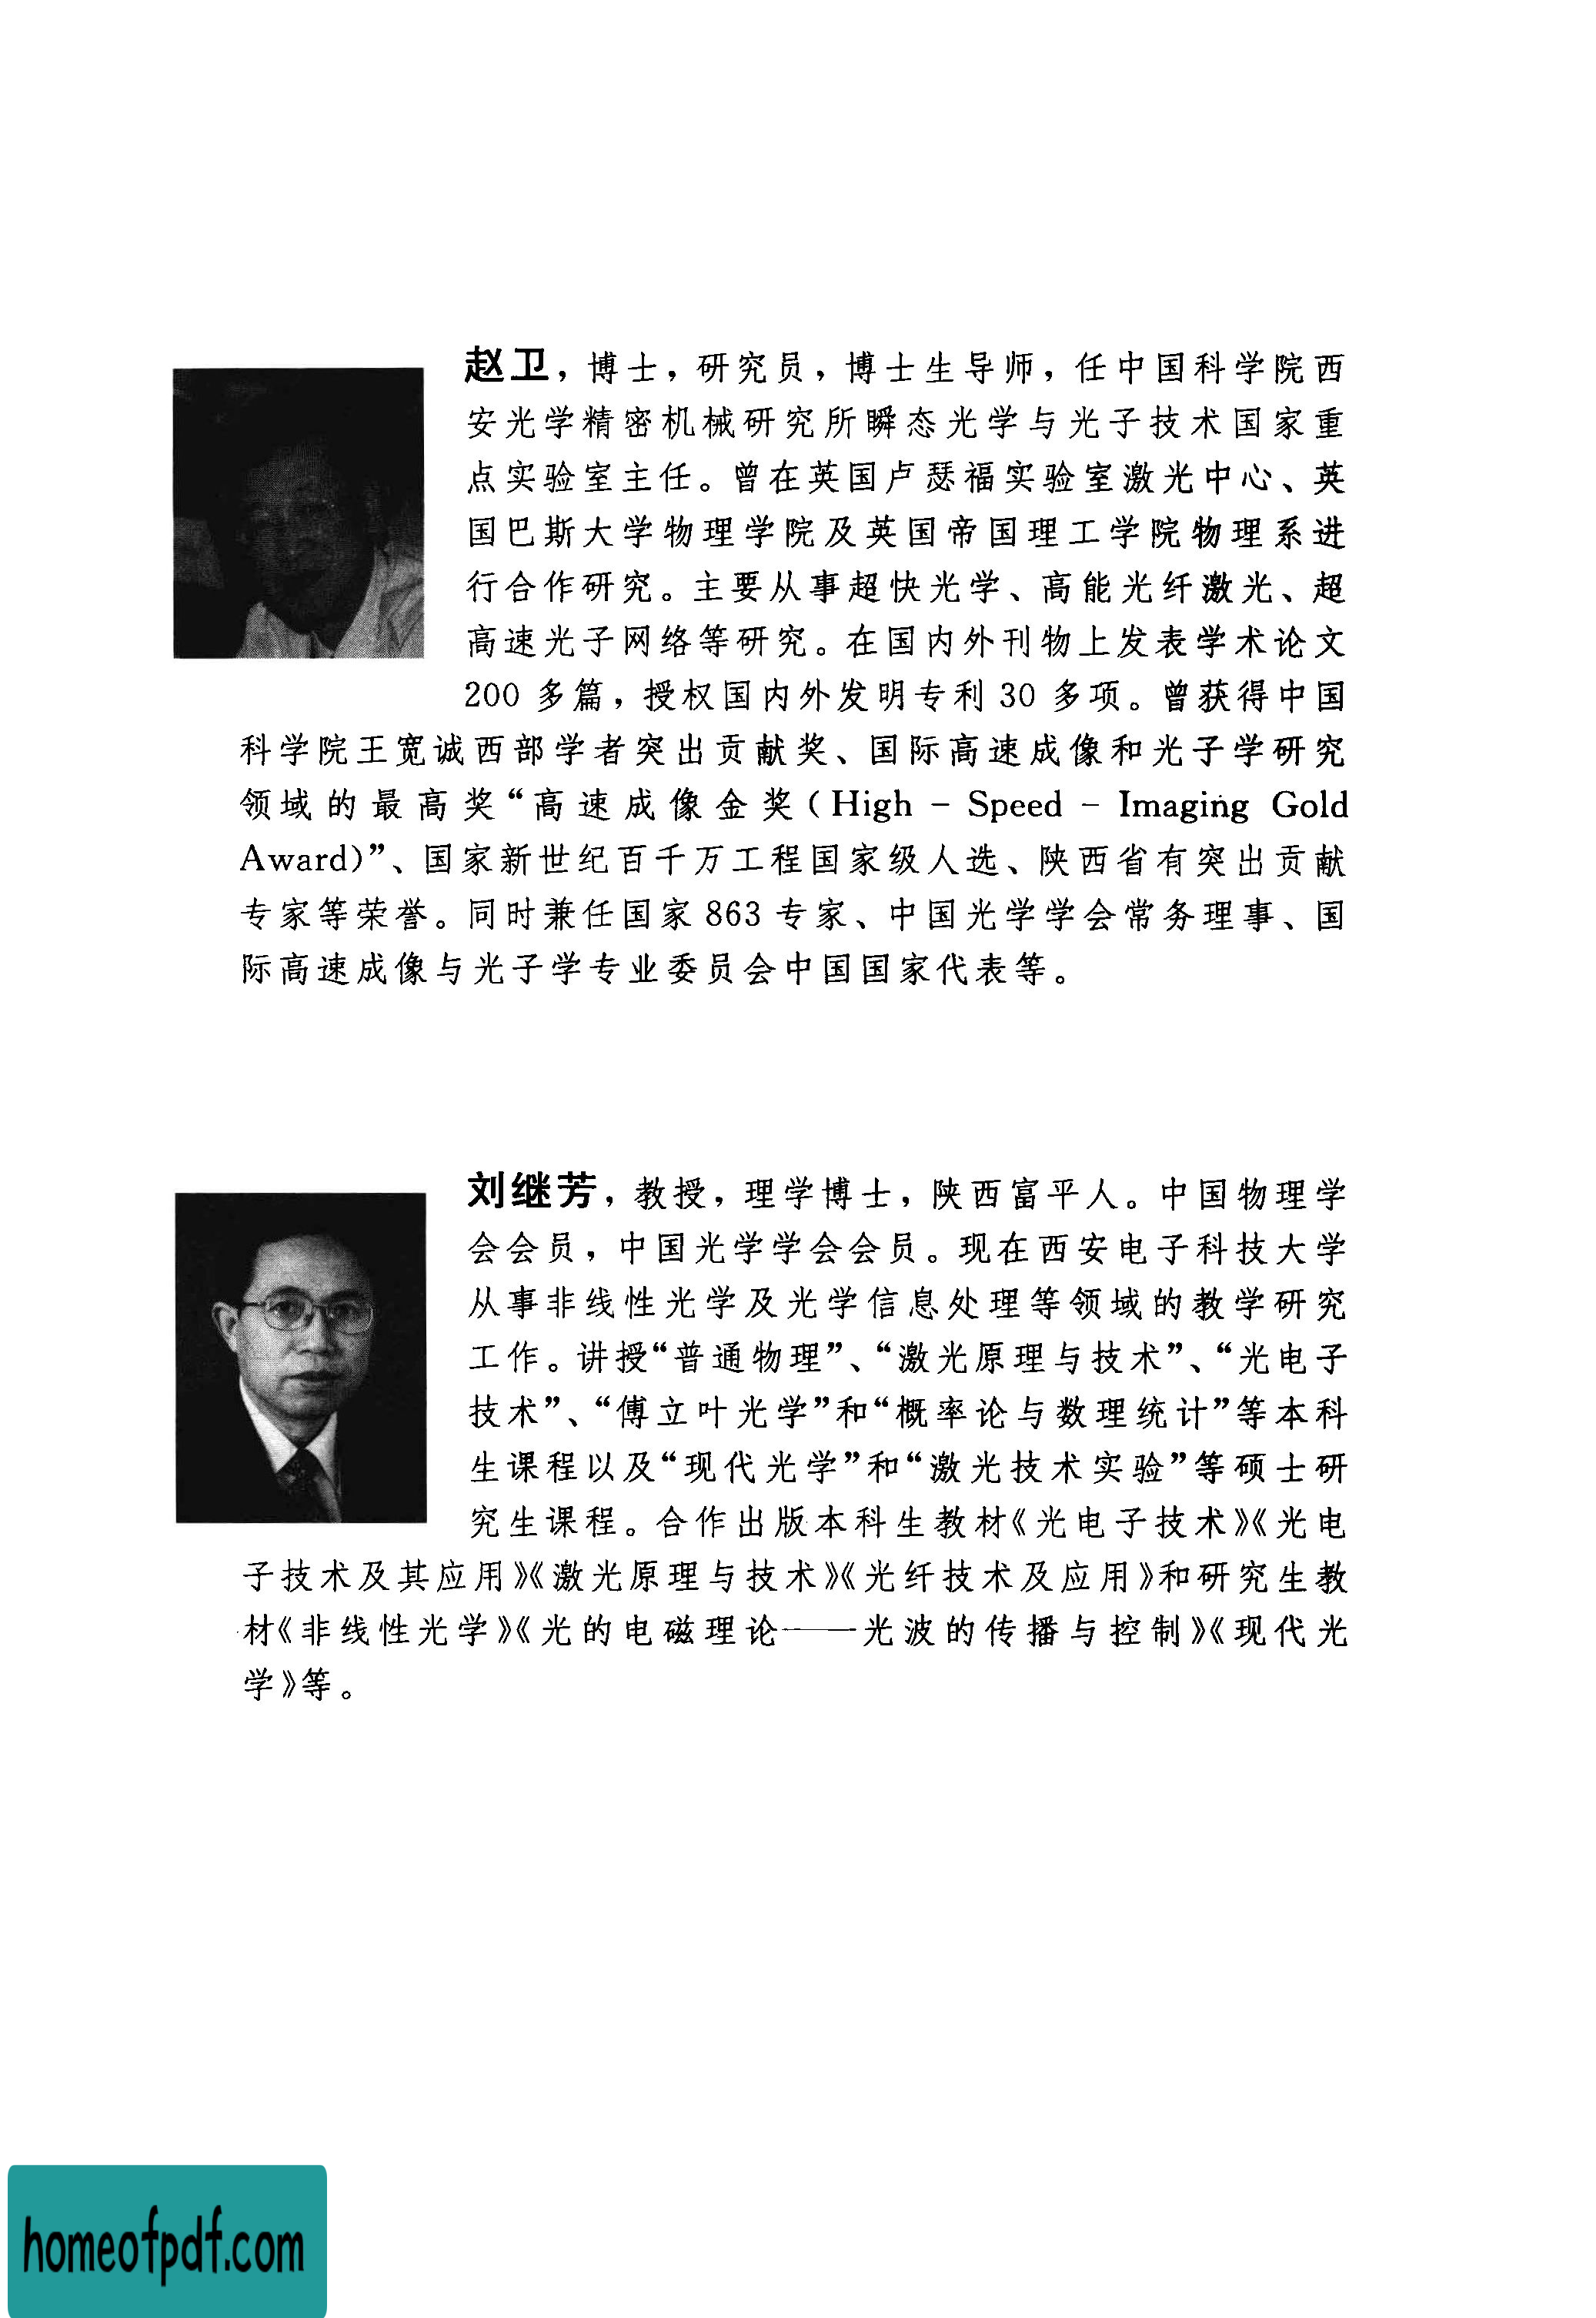 赵卫，博士，研究员，博士生导师，任中国科学院西
安光学精密机械研究所瞬态光学与光子技术国家重
点实验室主任。曾在英国卢瑟福实验室激光中心、英
国巴斯大学物理学院及英国帝国理工学院物理系进
行合作研究。主要从事超快光学、高能光纤激光、超
高速光子网络等研究。在国内外刊物上发表学术论文
200 多篇，授权国内外发明专利 30 多项。曾获得中国
科学院王宽诚西部学者突出贡献奖、国际高速成像和光子学研究
领域的最高奖“高速成像金奖(High - Speed - Imaging Gold
Award)”、国家新世纪百千万工程国家级人选、陕西省有突出贡献
专家等荣誉。同时兼任国家 863 专家、中国光学学会常务理事、国
际高速成像与光子学专业委员会中国国家代表等。
刘继芳，教授，理学博士，陕西富平人。中国物理学
会会员，中国光学学会会员。现在西安电子科技大学
从事非线性光学及光学信息处理等领域的教学研究
工作。讲授“普通物理”、“激光原理与技术”、“光电子
技术”、“傅立叶光学”和“概率论与数理统计”等本科
生课程以及“现代光学”和“激光技术实验”等硕士研
究生课程。合作出版本科生教材《光电子技术》《光电
子技术及其应用》《激光原理与技术》《光纤技术及应用》和研究生教
材《非线性光学》《光的电磁理论——光波的传播与控制》《现代光
学》等。
homeofpdf.com